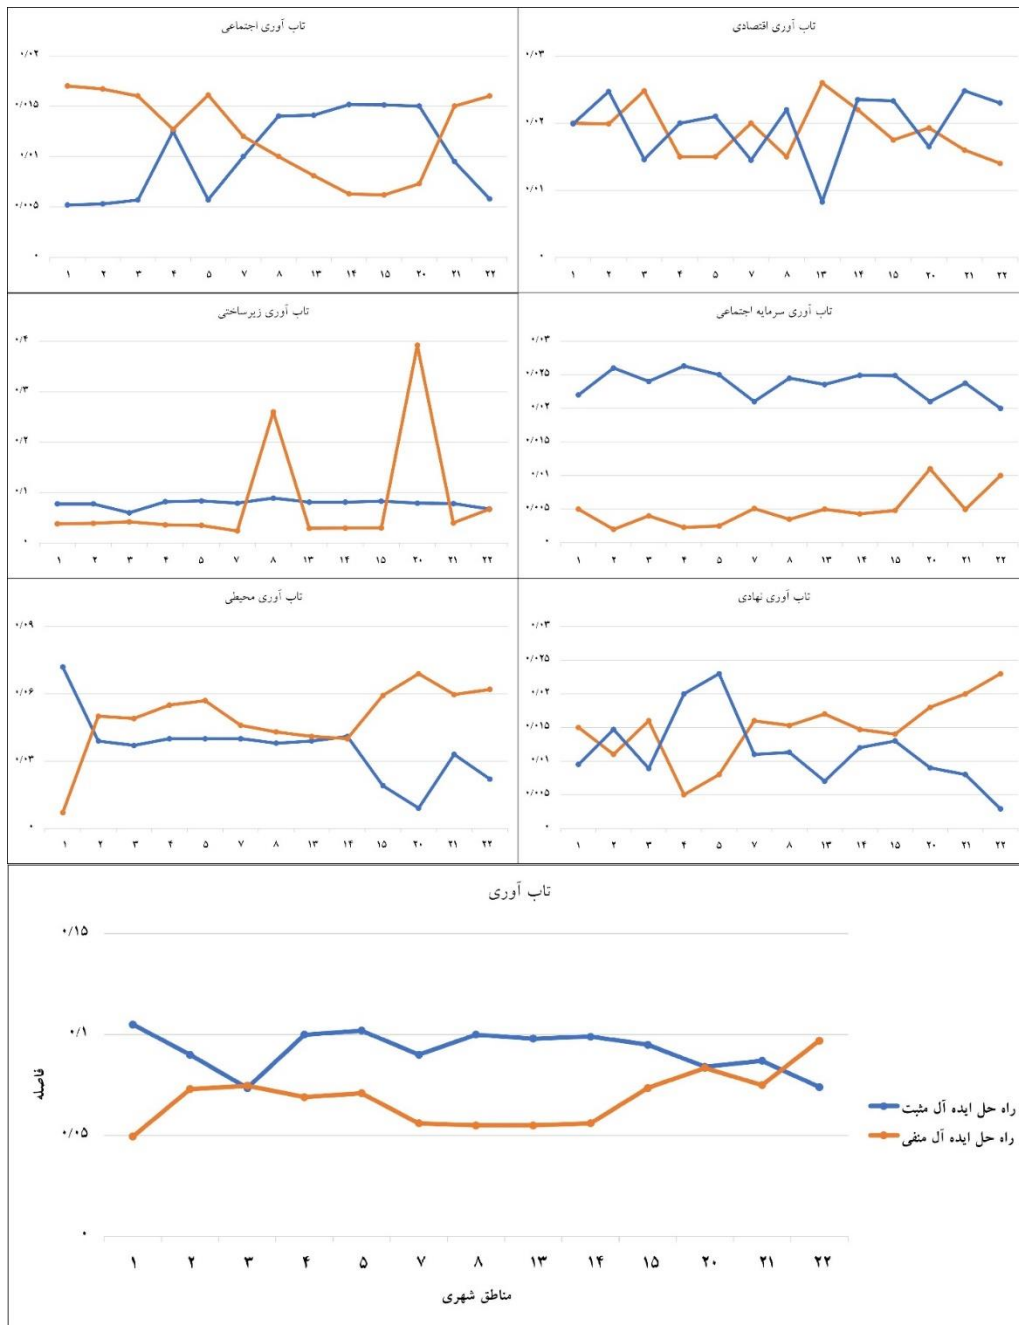 تاب آوری اقتصادی
۰/۰۳
۰/۰۲
۰/۰۱
۰
۱ ۲ ۳ ۴ ۵ ۷ ۸ ۱۳ ۱۴ ۱۵ ۲۰ ۲۱ ۲۲
تاب آوری اجتماعی
۰/۰۲
۰/۰۱۵
۰/۰۱
۰/۰۰۵
۰
۱ ۲ ۳ ۴ ۵ ۷ ۸ ۱۳ ۱۴ ۱۵ ۲۰ ۲۱ ۲۲
تاب آوری سرمایه اجتماعی
۰/۰۳
۰/۰۲۵
۰/۰۲
۰/۰۱۵
۰/۰۱
۰/۰۰۵
۰
۱ ۲ ۳ ۴ ۵ ۷ ۸ ۱۳ ۱۴ ۱۵ ۲۰ ۲۱ ۲۲
تاب آوری زیرساختی
۰/۴
۰/۳
۰/۲
۰/۱
۰
۱ ۲ ۳ ۴ ۵ ۷ ۸ ۱۳ ۱۴ ۱۵ ۲۰ ۲۱ ۲۲
تاب آوری نهادی
۰/۰۳
۰/۰۲۵
۰/۰۲
۰/۰۱۵
۰/۰۱
۰/۰۰۵
۰
۱ ۲ ۳ ۴ ۵ ۷ ۸ ۱۳ ۱۴ ۱۵ ۲۰ ۲۱ ۲۲
تاب آوری محیطی
۰/۰۹
۰/۰۶
۰/۰۳
۰
۱ ۲ ۳ ۴ ۵ ۷ ۸ ۱۳ ۱۴ ۱۵ ۲۰ ۲۱ ۲۲
تاب آوری
۰/۱۵
۰/۱
۰/۰۵
۰
فاصله
۱ ۲ ۳ ۴ ۵ ۷ ۸ ۱۳ ۱۴ ۱۵ ۲۰ ۲۱ ۲۲
مناطق شهری
راه حل ایده آل مثبت
راه حل ایده آل منفی